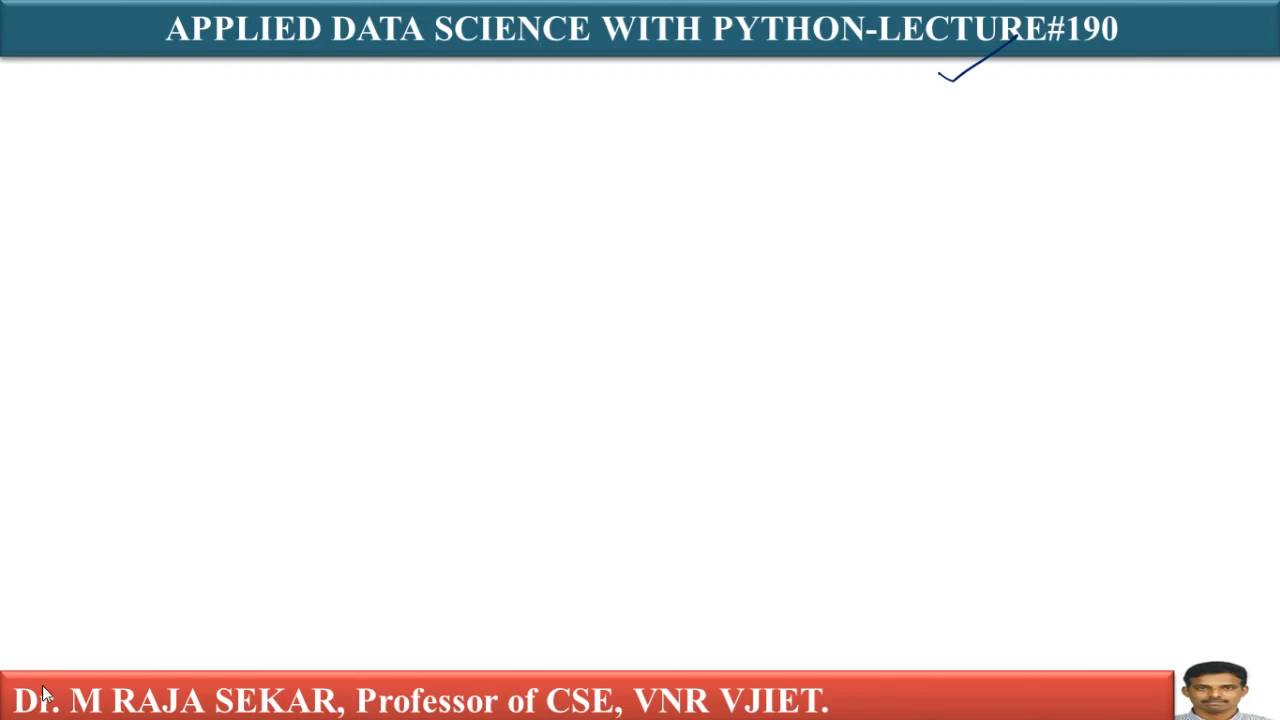 APPLIED DATA SCIENCE WITH PYTHON-LECTURE#190
Dr. M RAJA SEKAR, Professor of CSE, VNR VJIET.